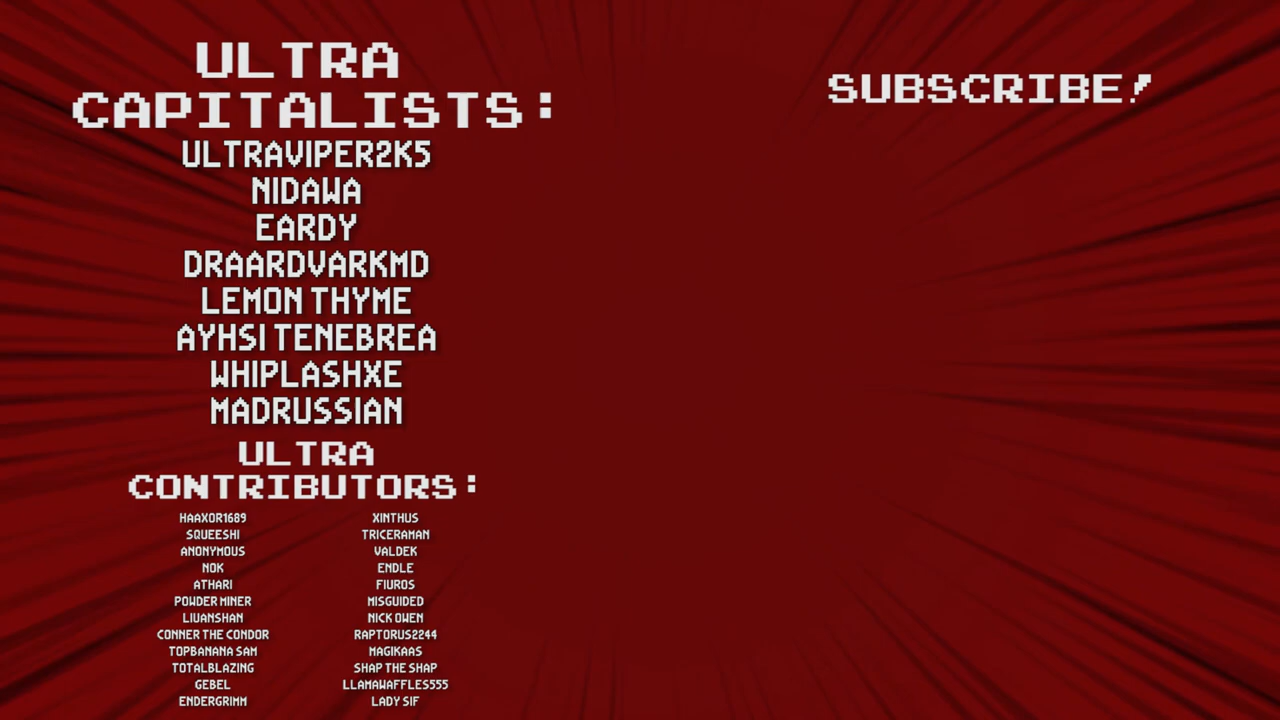 ULTRA
CAPITALISTS:
ULTRAVIPER2K5
NIDAWA
EARDY
DRAARDVARKMD
LEMON THYME
AYHSI TENEBREA
WHIPLASHXE
MADRUSSIAN
ULTRA
CONTRIBUTORS:
HAAXOR1689
SQUEESHI
ANONYMOUS
NOK
ATHARI
POWDER MINER
LIVANSHAN
CONNER THE CONDOR
TOPBANANA SAM
TOTALBLAZING
GEBEL
ENDERGRIMM
XINTHUS
TRICERAMAN
VALDEK
ENDLE
FIUROS
MISGUIDED
NICK OWEN
RAPTORUS2244
MAGIKAAS
SHAP THE SHAP
LLAMAWAFFLES555
LADY SIF
SUBSCRIBE!